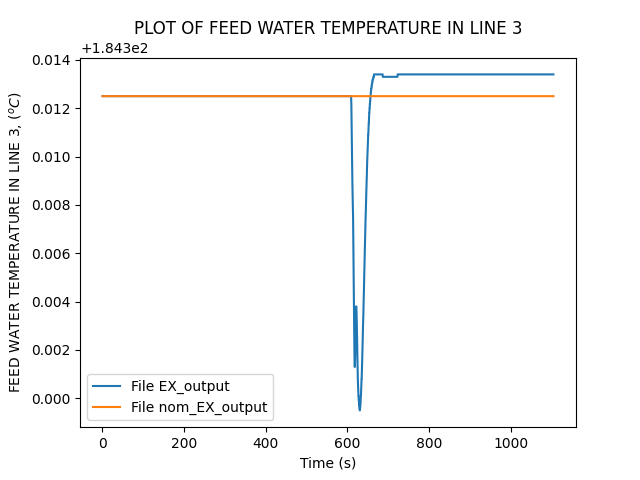 PLOT OF FEED WATER TEMPERATURE IN LINE 3
+1.843e2
FEED WATER TEMPERATURE IN LINE 3, (°C)
0.014
0.012
0.010
0.008
0.006
0.004
0.002
0.000
File EX_output
File nom_EX_output
0 200 400 600 800 1000
Time (s)